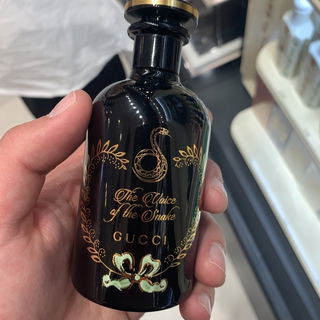 The Voice
of the Snake
GUCCI